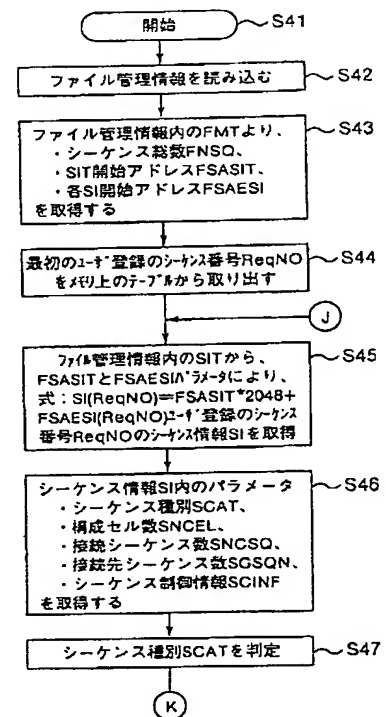 開始
S41
ファイル管理情報を読み込む
S42
ファイル管理情報内のFMTより、
・シーケンス総数FNSQ、
・SIT開始アドレスFSASIT、
・各SI開始アドレスFSAESI
を取得する
S43
最初のユーザ登録のシーケンス番号ReqNO
をメモリ上のテーブルから取り出す
S44
J
ファイル管理情報内のSITから、
FSASITとFSAESIパラメータにより、
式：SI(ReqNO)=FSASIT*2048+
FSAESI(ReqNO)ユーザ登録のシーケンス
番号ReqNOのシーケンス情報SIを取得
S45
シーケンス情報SI内のパラメータ
・シーケンス種別SCAT、
・構成セル数SNCEL、
・接続シーケンス数SNCSQ、
・接続先シーケンス数SCSQN、
・シーケンス制御情報SCINF
を取得する
S46
シーケンス種別SCATを判定
S47
K